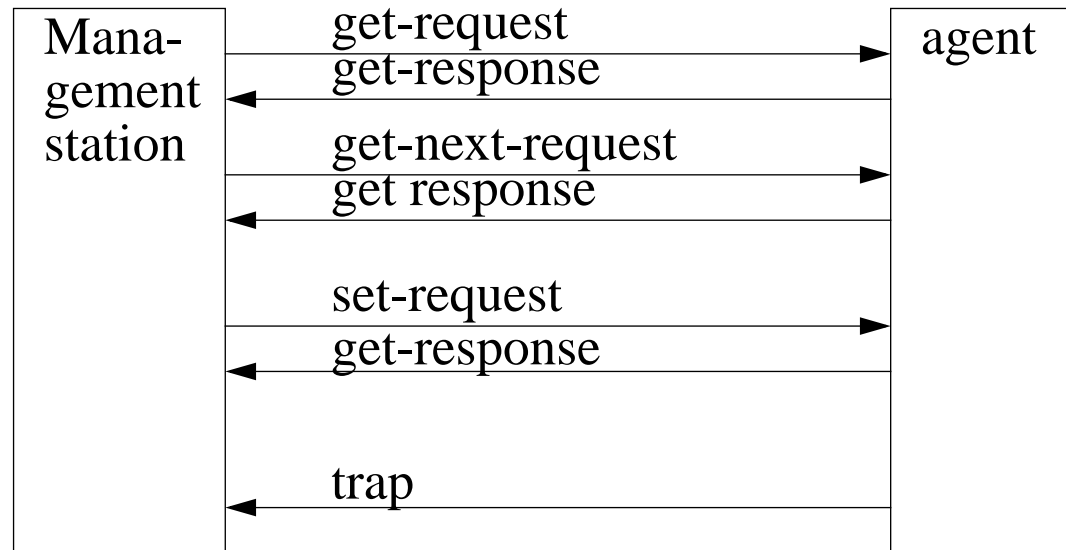 Mana-
gement
station
get-request
get-response
get-next-request
get response
set-request
get-response
trap
agent